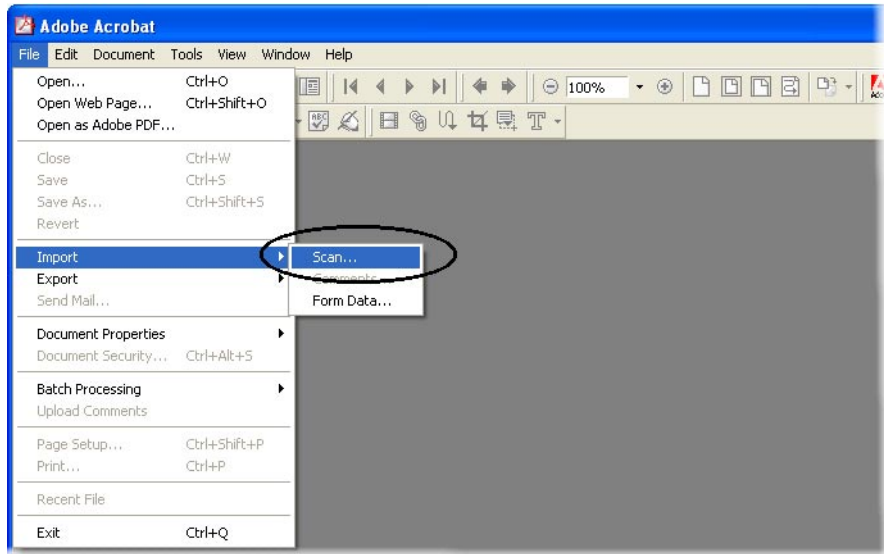 Adobe Acrobat
File Edit Document Tools View Window Help
Open... Ctrl+O
Open Web Page... Ctrl+Shift+O
Open as Adobe PDF...
100%
Close Ctrl+W
Save Ctrl+S
Save As... Ctrl+Shift+S
Revert
Import
Scan...
Export
Comments
Send Mail...
Form Data...
Document Properties
Document Security... Ctrl+Alt+S
Batch Processing
Upload Comments
Page Setup... Ctrl+Shift+P
Print... Ctrl+P
Recent File
Exit Ctrl+Q